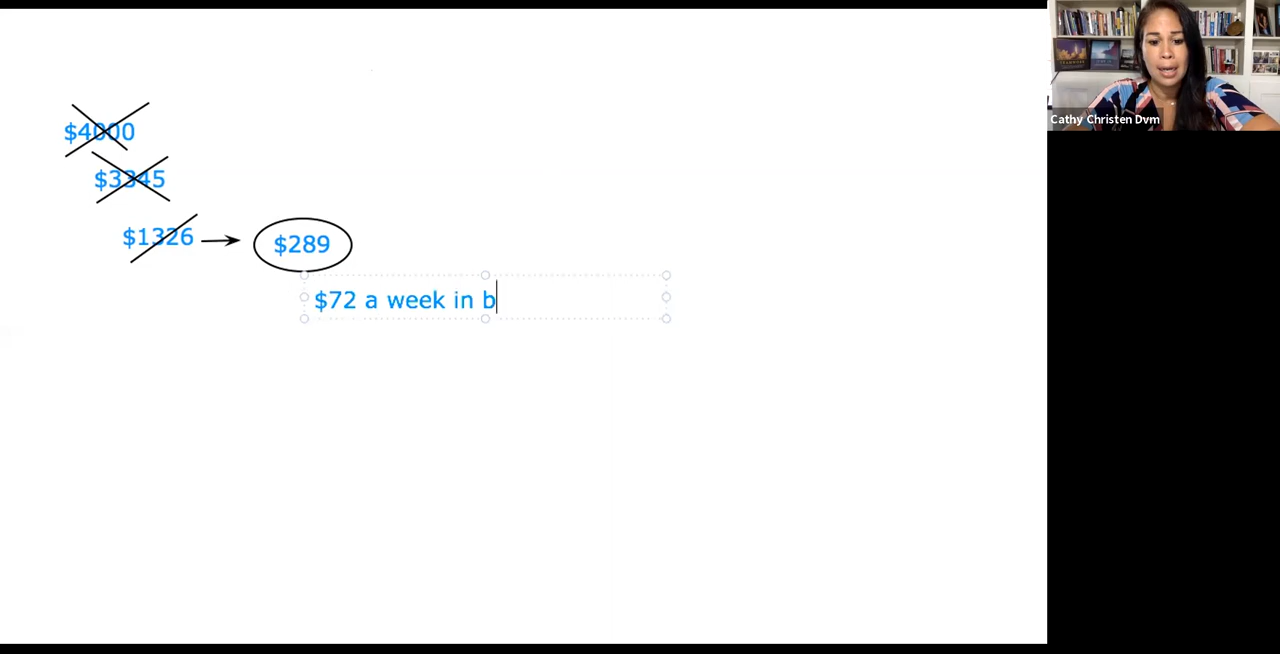 $4000
$3345
$1326
$289
$72 a week in b
Cathy Christen Dvm